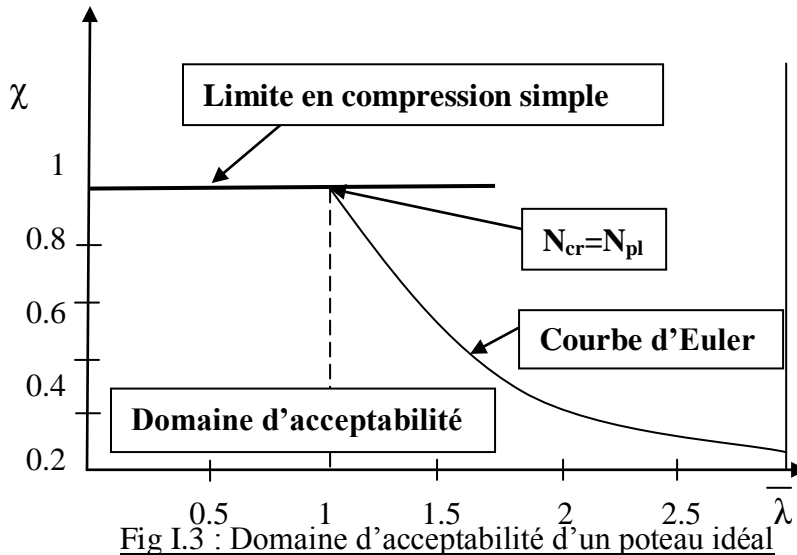 Limite en compression simple
χ
1
N_cr=N_pl
0.8
0.6
Courbe d’Euler
0.4
Domaine d’acceptabilité
0.2
0.5 1 1.5 2 2.5 λ̅
Fig I.3 : Domaine d’acceptabilité d’un poteau idéal